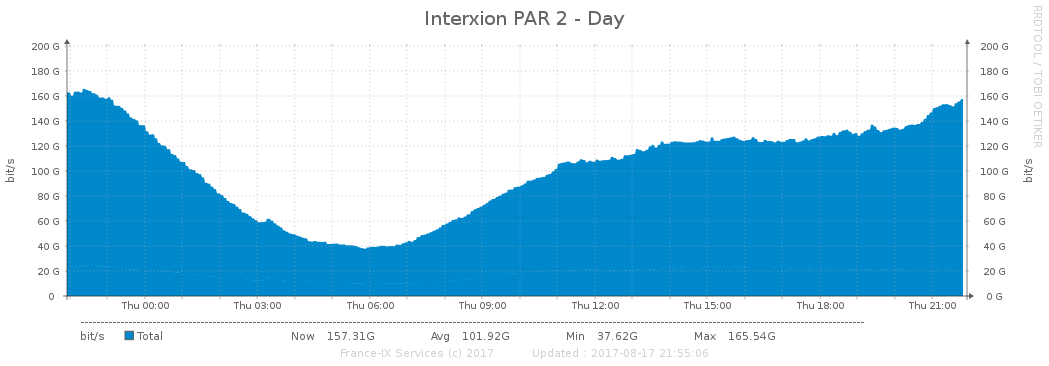 Interxion PAR 2 - Day
RRDTOOL / TOBI OETIKER
200 G 200 G
180 G 180 G
160 G 160 G
140 G 140 G
120 G 120 G
100 G 100 G
80 G 80 G
60 G 60 G
40 G 40 G
20 G 20 G
0 0 G
bit/s bit/s
Thu 00:00 Thu 03:00 Thu 06:00 Thu 09:00 Thu 12:00 Thu 15:00 Thu 18:00 Thu 21:00
bit/s Total Now 157.31G Avg 101.92G Min 37.62G Max 165.54G
France-IX Services (c) 2017 Updated : 2017-08-17 21:55:06